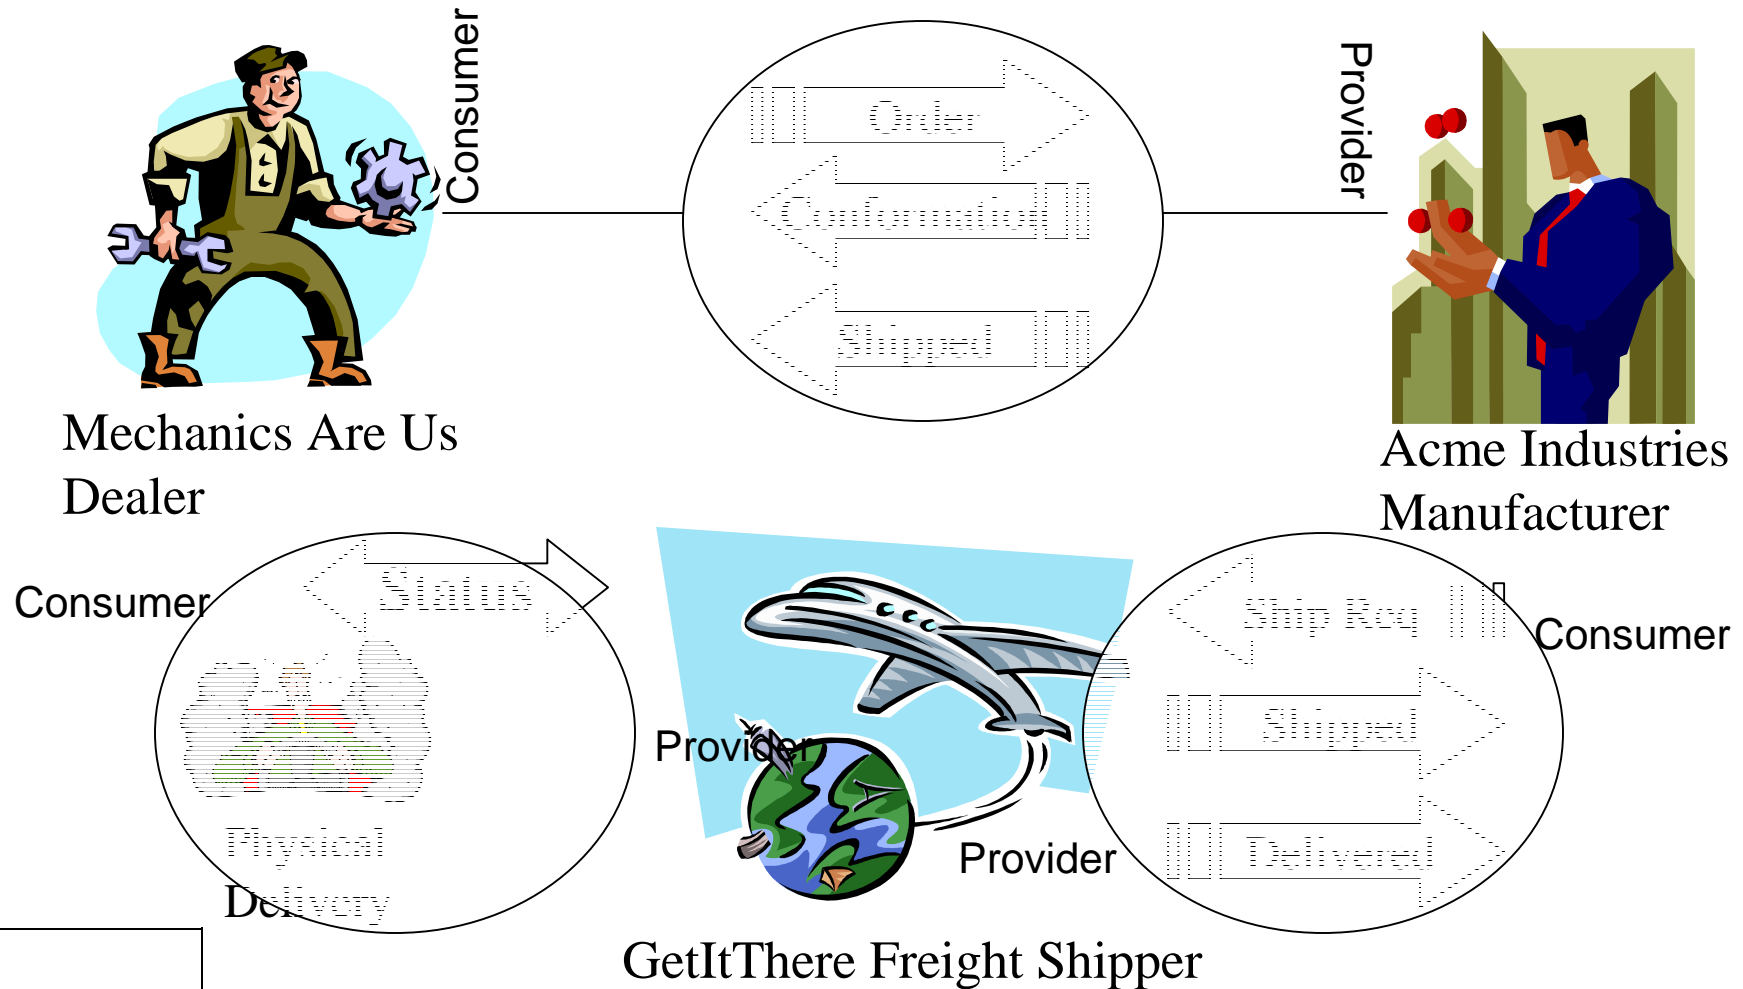 Consumer
Provider
Order
Conformation
Shipped
Mechanics Are Us
Dealer
Acme Industries
Manufacturer
Consumer
Status
Provider
Physical
Delivery
Ship Req
Consumer
Shipped
Delivered
Provider
GetItThere Freight Shipper